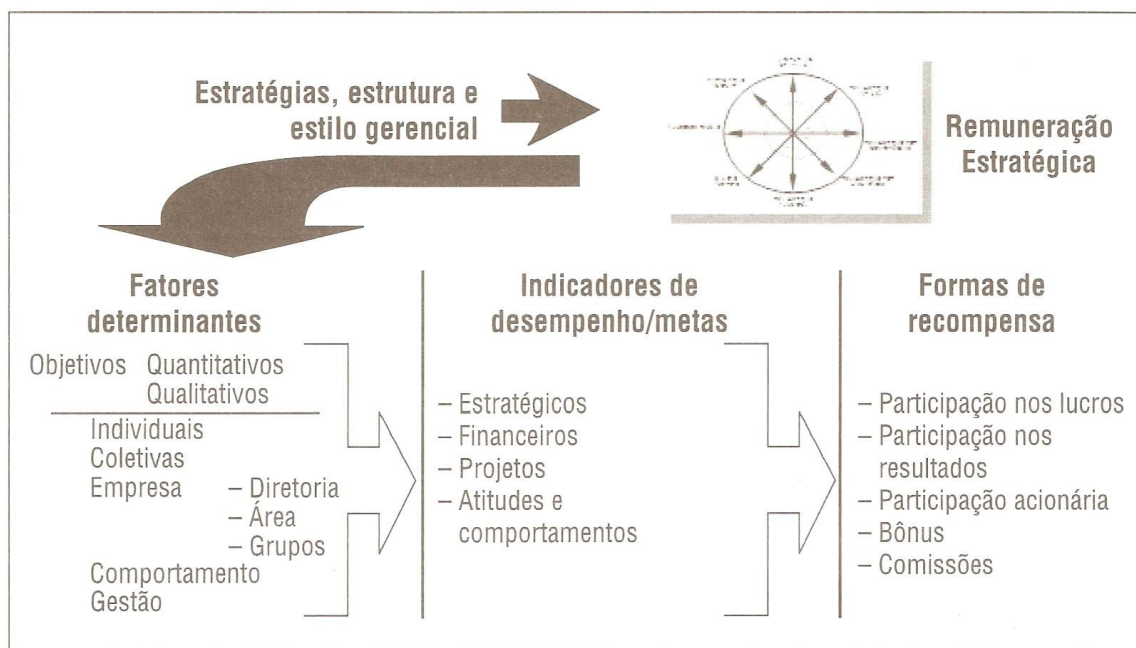 Estratégias, estrutura e
estilo gerencial
Remuneração
Estratégica
Fatores
determinantes
Objetivos Quantitativos
Qualitativos
Individuais
Coletivas
Empresa – Diretoria
– Área
– Grupos
Comportamento
Gestão
Indicadores de
desempenho/metas
– Estratégicos
– Financeiros
– Projetos
– Atitudes e
comportamentos
Formas de
recompensa
– Participação nos lucros
– Participação nos
resultados
– Participação acionária
– Bônus
– Comissões